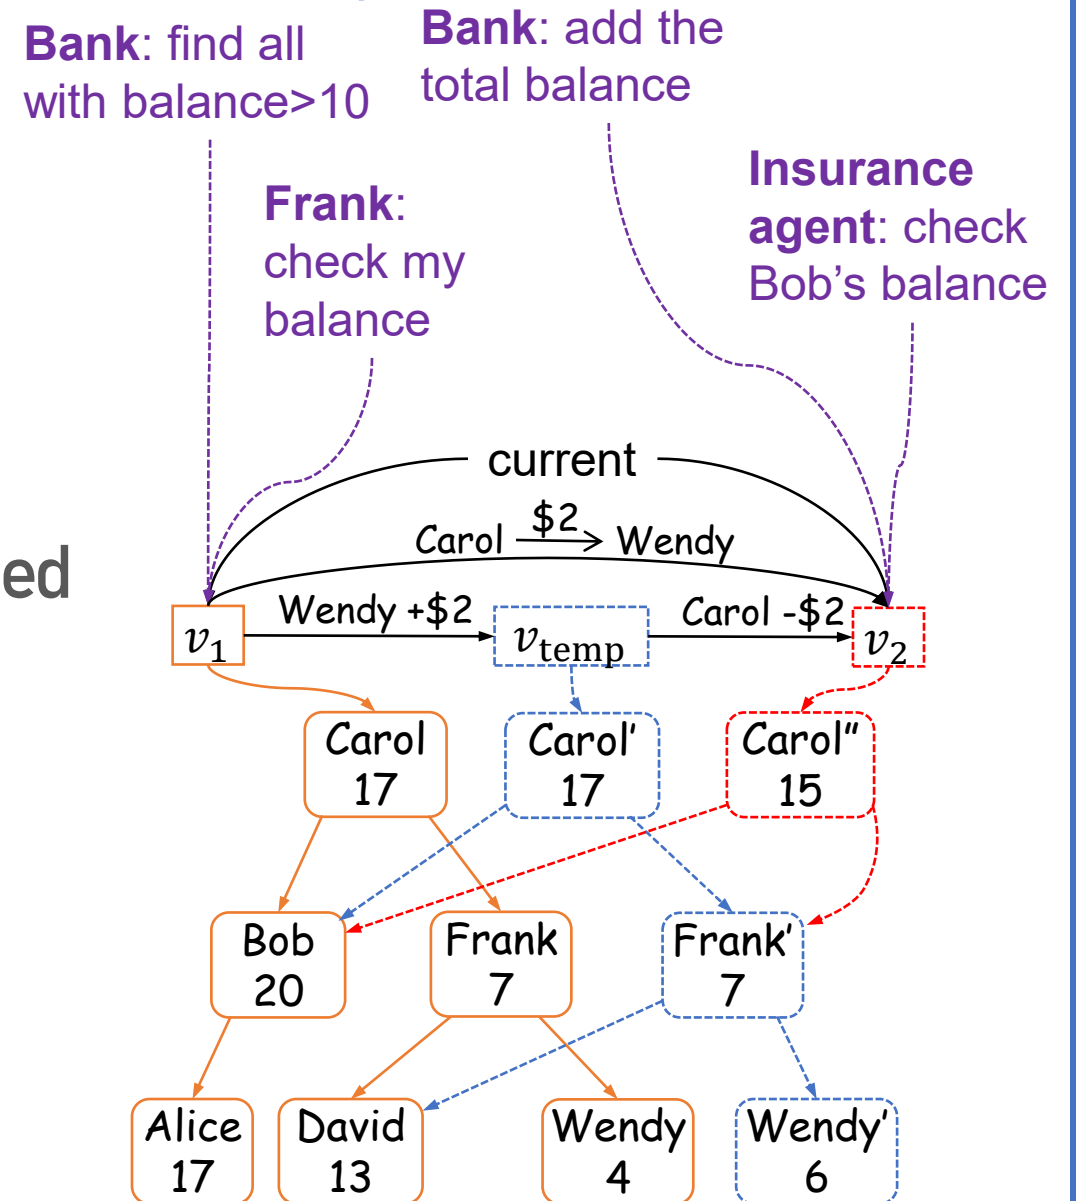 Bank: find all
with balance>10
Bank: add the
total balance
Insurance
agent: check
Bob's balance
Frank:
check my
balance
current
$2
Carol → Wendy
ed
Wendy +$2
Carol -$2
v₁
v_temp
v₂
Carol
17
Carol'
17
Carol"
15
Bob
20
Frank
7
Frank'
7
Alice
17
David
13
Wendy
4
Wendy'
6